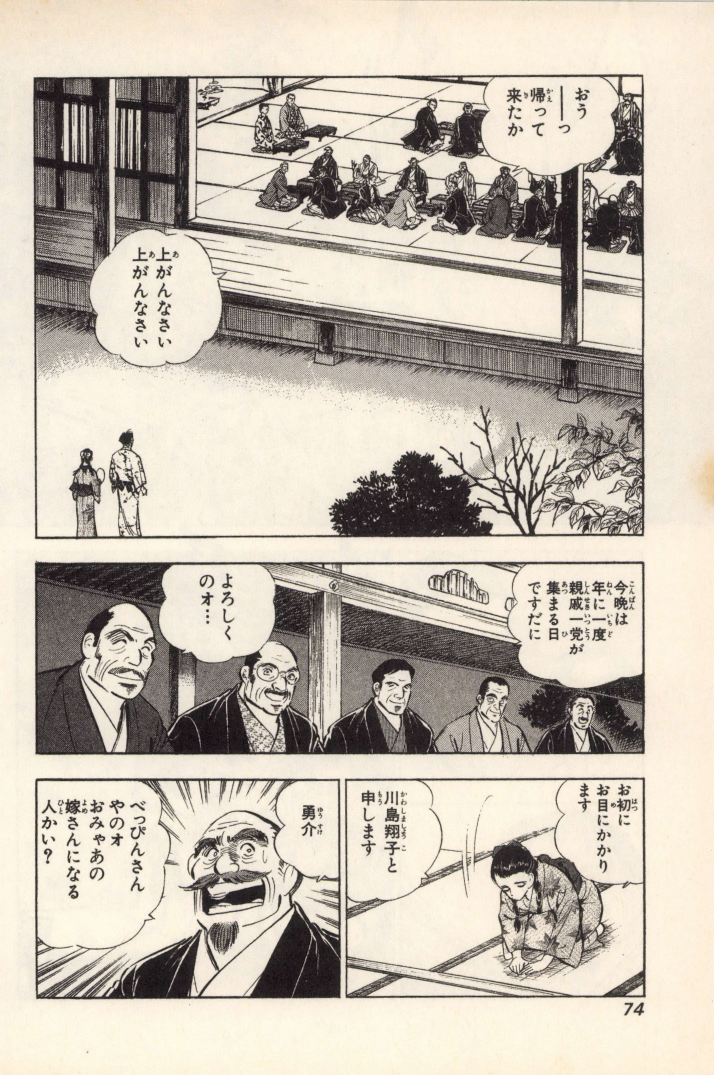 おう
──っ
帰って
来たか
上がんなさい
上がんなさい
今晩は
年に一度
親戚一党が
集まる日
ですだに
よろしく
のォ…
お初に
お目にかかり
ます
川島翔子と
申します
勇介
べっぴんさん
やのォ
おみゃあの
嫁さんになる
人かい？
74